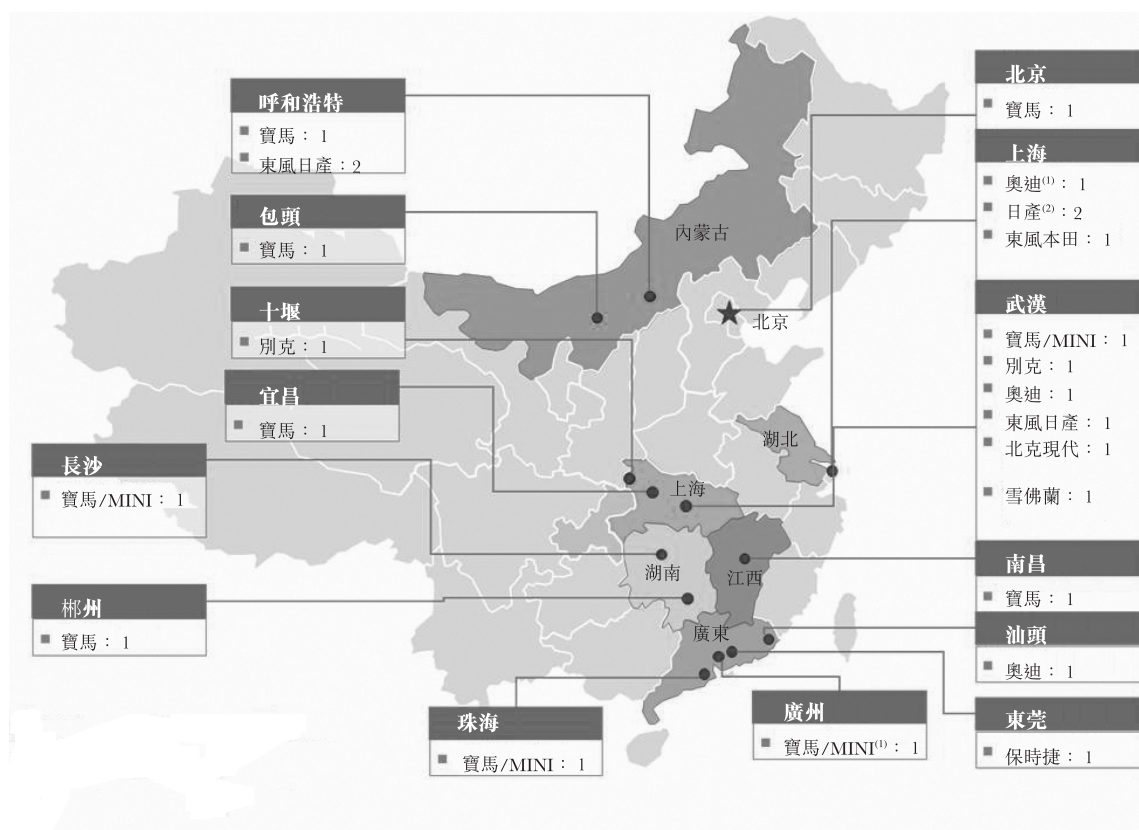 呼和浩特
寶馬： 1
東風日產：2
包頭
寶馬： 1
十堰
別克： 1
宜昌
寶馬： 1
長沙
寶馬/MINI： 1
郴州
寶馬： 1
珠海
寶馬/MINI： 1
廣州
寶馬/MINI(1)： 1
北京
寶馬： 1
上海
奧迪(1)： 1
日產(2)：2
東風本田： 1
武漢
寶馬/MINI： 1
別克： 1
奧迪： 1
東風日產： 1
北克現代： 1
雪佛蘭： 1
南昌
寶馬： 1
汕頭
奧迪： 1
東莞
保時捷： 1
內蒙古
北京
湖北
上海
湖南
江西
廣東